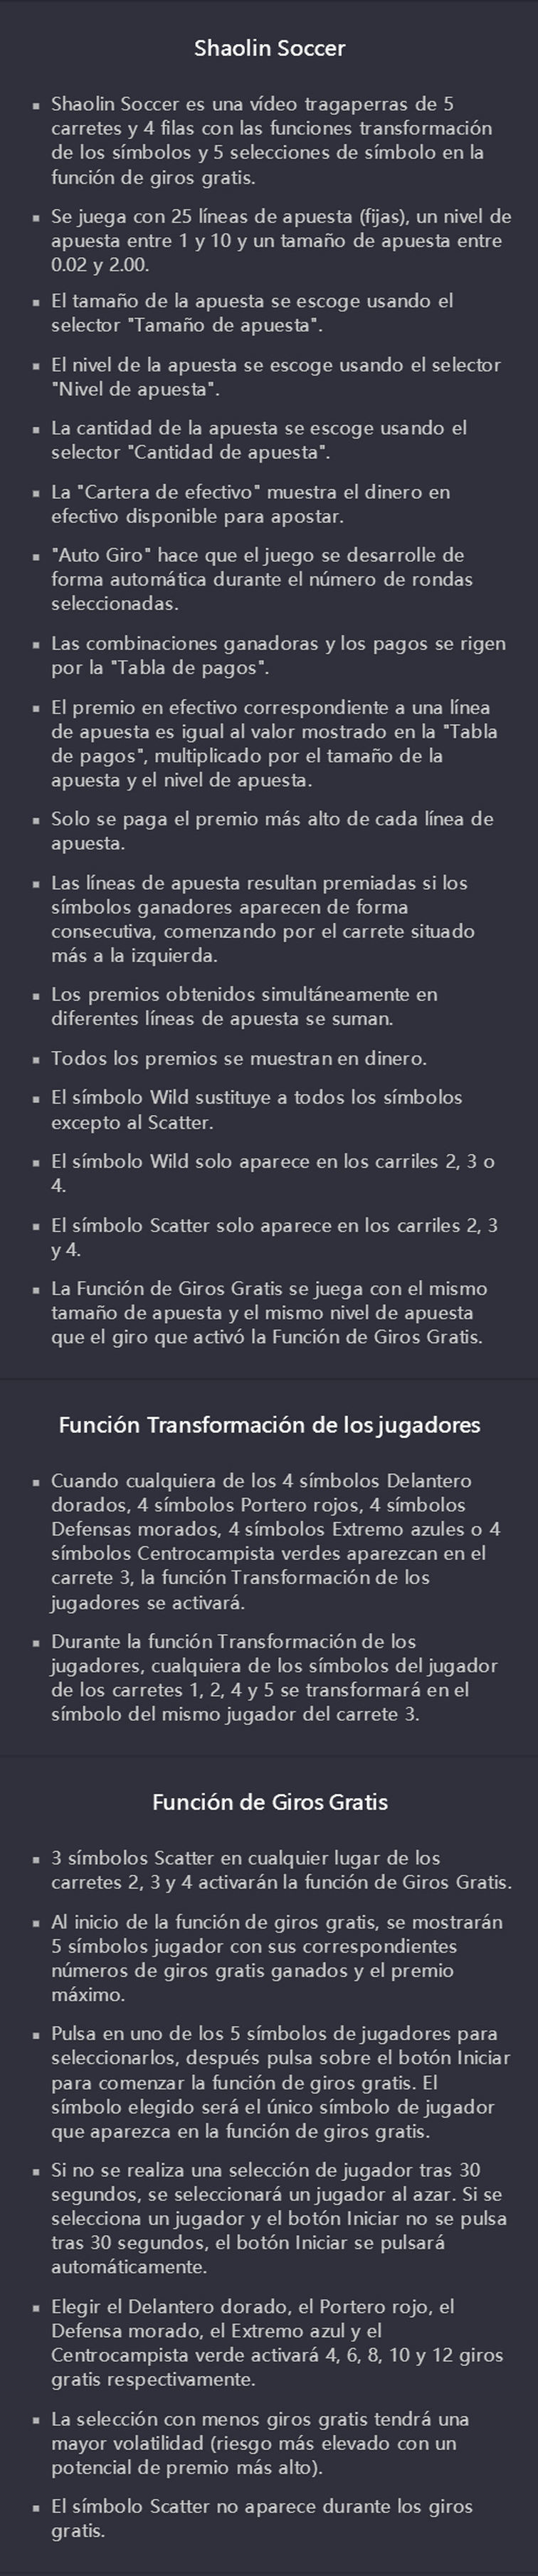 Shaolin Soccer
▪ Shaolin Soccer es una vídeo tragaperras de 5
carretes y 4 filas con las funciones transformación
de los símbolos y 5 selecciones de símbolo en la
función de giros gratis.
▪ Se juega con 25 líneas de apuesta (fijas), un nivel de
apuesta entre 1 y 10 y un tamaño de apuesta entre
0.02 y 2.00.
▪ El tamaño de la apuesta se escoge usando el
selector "Tamaño de apuesta".
▪ El nivel de la apuesta se escoge usando el selector
"Nivel de apuesta".
▪ La cantidad de la apuesta se escoge usando el
selector "Cantidad de apuesta".
▪ La "Cartera de efectivo" muestra el dinero en
efectivo disponible para apostar.
▪ "Auto Giro" hace que el juego se desarrolle de
forma automática durante el número de rondas
seleccionadas.
▪ Las combinaciones ganadoras y los pagos se rigen
por la "Tabla de pagos".
▪ El premio en efectivo correspondiente a una línea
de apuesta es igual al valor mostrado en la "Tabla
de pagos", multiplicado por el tamaño de la
apuesta y el nivel de apuesta.
▪ Solo se paga el premio más alto de cada línea de
apuesta.
▪ Las líneas de apuesta resultan premiadas si los
símbolos ganadores aparecen de forma
consecutiva, comenzando por el carrete situado
más a la izquierda.
▪ Los premios obtenidos simultáneamente en
diferentes líneas de apuesta se suman.
▪ Todos los premios se muestran en dinero.
▪ El símbolo Wild sustituye a todos los símbolos
excepto al Scatter.
▪ El símbolo Wild solo aparece en los carriles 2, 3 o
4.
▪ El símbolo Scatter solo aparece en los carriles 2, 3
y 4.
▪ La Función de Giros Gratis se juega con el mismo
tamaño de apuesta y el mismo nivel de apuesta
que el giro que activó la Función de Giros Gratis.
Función Transformación de los jugadores
▪ Cuando cualquiera de los 4 símbolos Delantero
dorados, 4 símbolos Portero rojos, 4 símbolos
Defensas morados, 4 símbolos Extremo azules o 4
símbolos Centrocampista verdes aparezcan en el
carrete 3, la función Transformación de los
jugadores se activará.
▪ Durante la función Transformación de los
jugadores, cualquiera de los símbolos del jugador
de los carretes 1, 2, 4 y 5 se transformará en el
símbolo del mismo jugador del carrete 3.
Función de Giros Gratis
▪ 3 símbolos Scatter en cualquier lugar de los
carretes 2, 3 y 4 activarán la función de Giros Gratis.
▪ Al inicio de la función de giros gratis, se mostrarán
5 símbolos jugador con sus correspondientes
números de giros gratis ganados y el premio
máximo.
▪ Pulsa en uno de los 5 símbolos de jugadores para
seleccionarlos, después pulsa sobre el botón Iniciar
para comenzar la función de giros gratis. El
símbolo elegido será el único símbolo de jugador
que aparezca en la función de giros gratis.
▪ Si no se realiza una selección de jugador tras 30
segundos, se seleccionará un jugador al azar. Si se
selecciona un jugador y el botón Iniciar no se pulsa
tras 30 segundos, el botón Iniciar se pulsará
automáticamente.
▪ Elegir el Delantero dorado, el Portero rojo, el
Defensa morado, el Extremo azul y el
Centrocampista verde activará 4, 6, 8, 10 y 12 giros
gratis respectivamente.
▪ La selección con menos giros gratis tendrá una
mayor volatilidad (riesgo más elevado con un
potencial de premio más alto).
▪ El símbolo Scatter no aparece durante los giros
gratis.